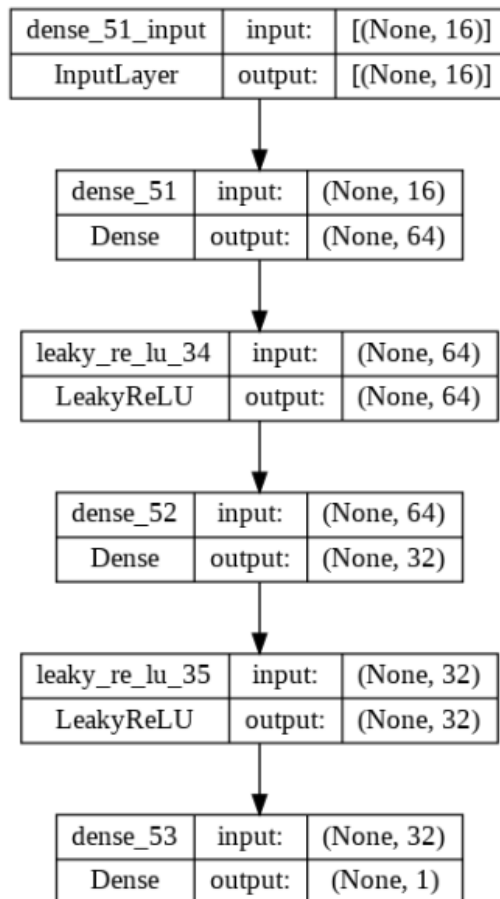 dense_51_input input: [(None, 16)]
InputLayer output: [(None, 16)]
dense_51 input: (None, 16)
Dense output: (None, 64)
leaky_re_lu_34 input: (None, 64)
LeakyReLU output: (None, 64)
dense_52 input: (None, 64)
Dense output: (None, 32)
leaky_re_lu_35 input: (None, 32)
LeakyReLU output: (None, 32)
dense_53 input: (None, 32)
Dense output: (None, 1)